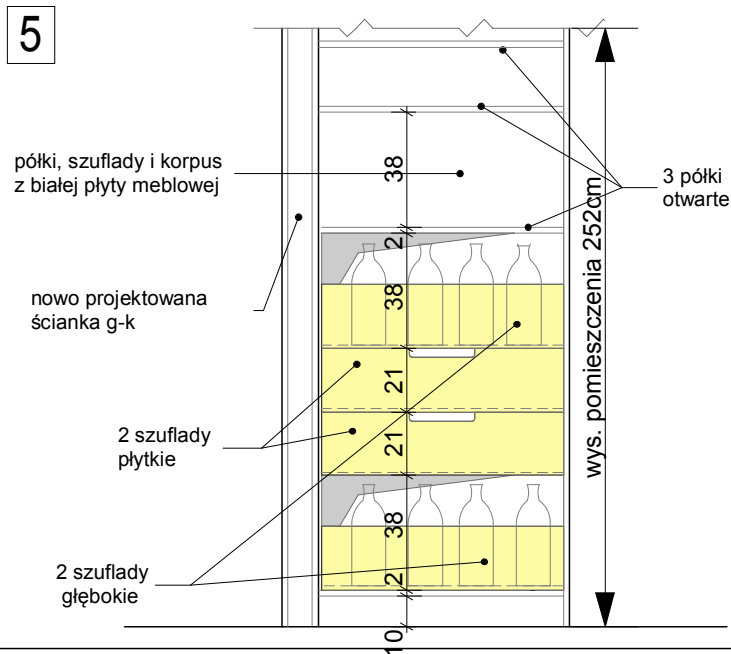 5
półki, szuflady i korpus
z białej płyty meblowej
nowo projektowana
ścianka g-k
2 szuflady
płytkie
2 szuflady
głębokie
38
2
38
21
21
38
2
10
3 półki
otwarte
wys. pomieszczenia 252cm